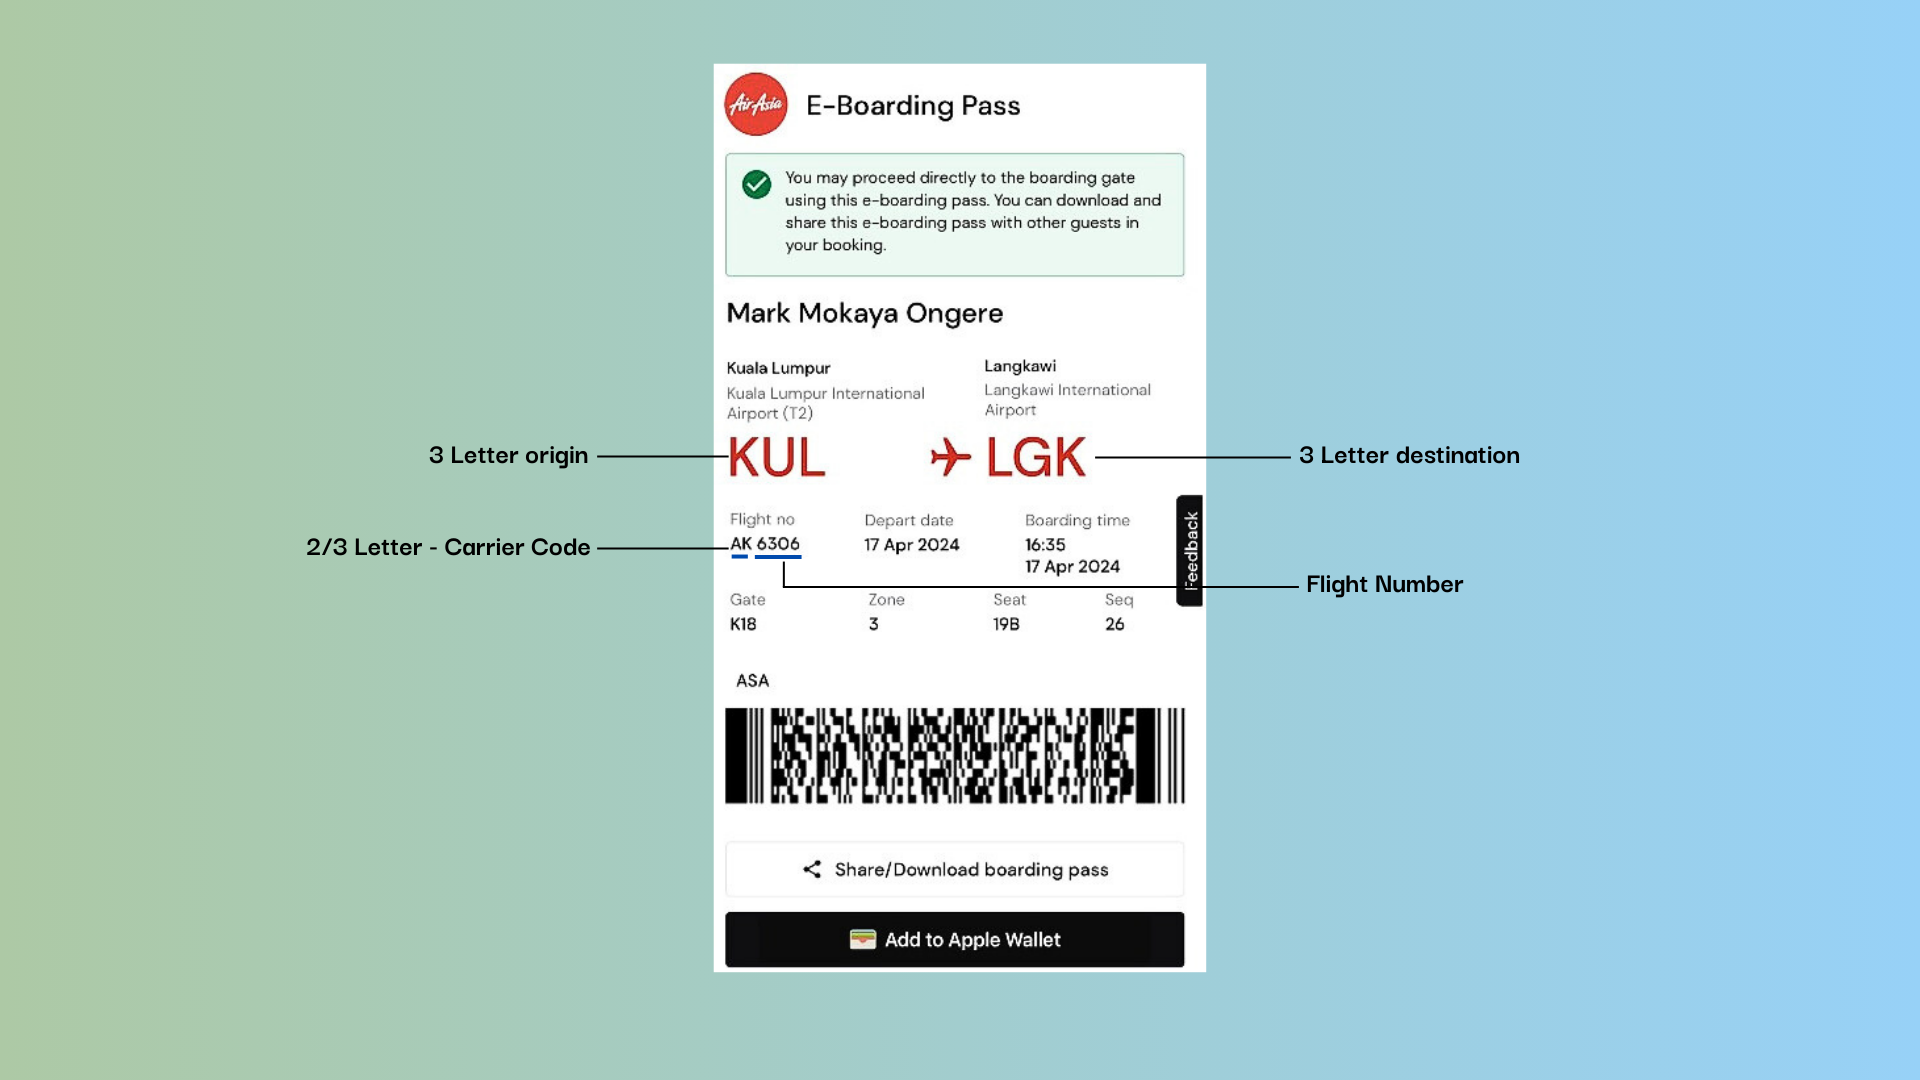 AirAsia
E-Boarding Pass
You may proceed directly to the boarding gate
using this e-boarding pass. You can download and
share this e-boarding pass with other guests in
your booking.
Mark Mokaya Ongere
Kuala Lumpur
Kuala Lumpur International
Airport (T2)
Langkawi
Langkawi International
Airport
3 Letter origin
KUL
LGK
3 Letter destination
Flight no
Depart date
Boarding time
2/3 Letter - Carrier Code
AK 6306
17 Apr 2024
16:35
17 Apr 2024
Feedback
Flight Number
Gate
Zone
Seat
Seq
K18
3
19B
26
ASA
Share/Download boarding pass
Add to Apple Wallet